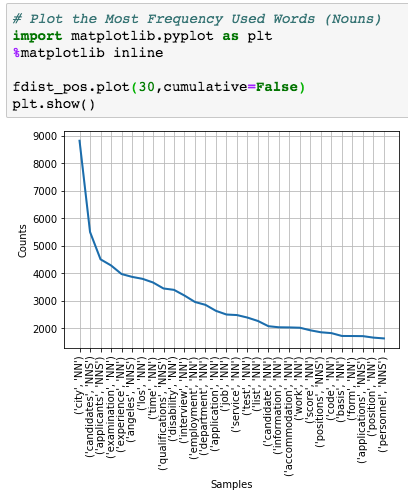 # Plot the Most Frequency Used Words (Nouns)
import matplotlib.pyplot as plt
%matplotlib inline
fdist_pos.plot(30,cumulative=False)
plt.show()
9000
8000
7000
6000
5000
4000
3000
2000
Counts
('city', 'NN')
('candidates', 'NNS')
('applicants', 'NNS')
('examination', 'NN')
('experience', 'NN')
('angeles', 'NNS')
('los', 'NN')
('time', 'NN')
('qualifications', 'NNS')
('disability', 'NN')
('interview', 'NN')
('employment', 'NN')
('department', 'NN')
('application', 'NN')
('job', 'NN')
('service', 'NN')
('test', 'NN')
('list', 'NN')
('candidate', 'NN')
('information', 'NN')
('accommodation', 'NN')
('work', 'NN')
('score', 'NN')
('positions', 'NNS')
('code', 'NN')
('basis', 'NN')
('form', 'NN')
('applications', 'NNS')
('position', 'NN')
('personnel', 'NNS')
Samples